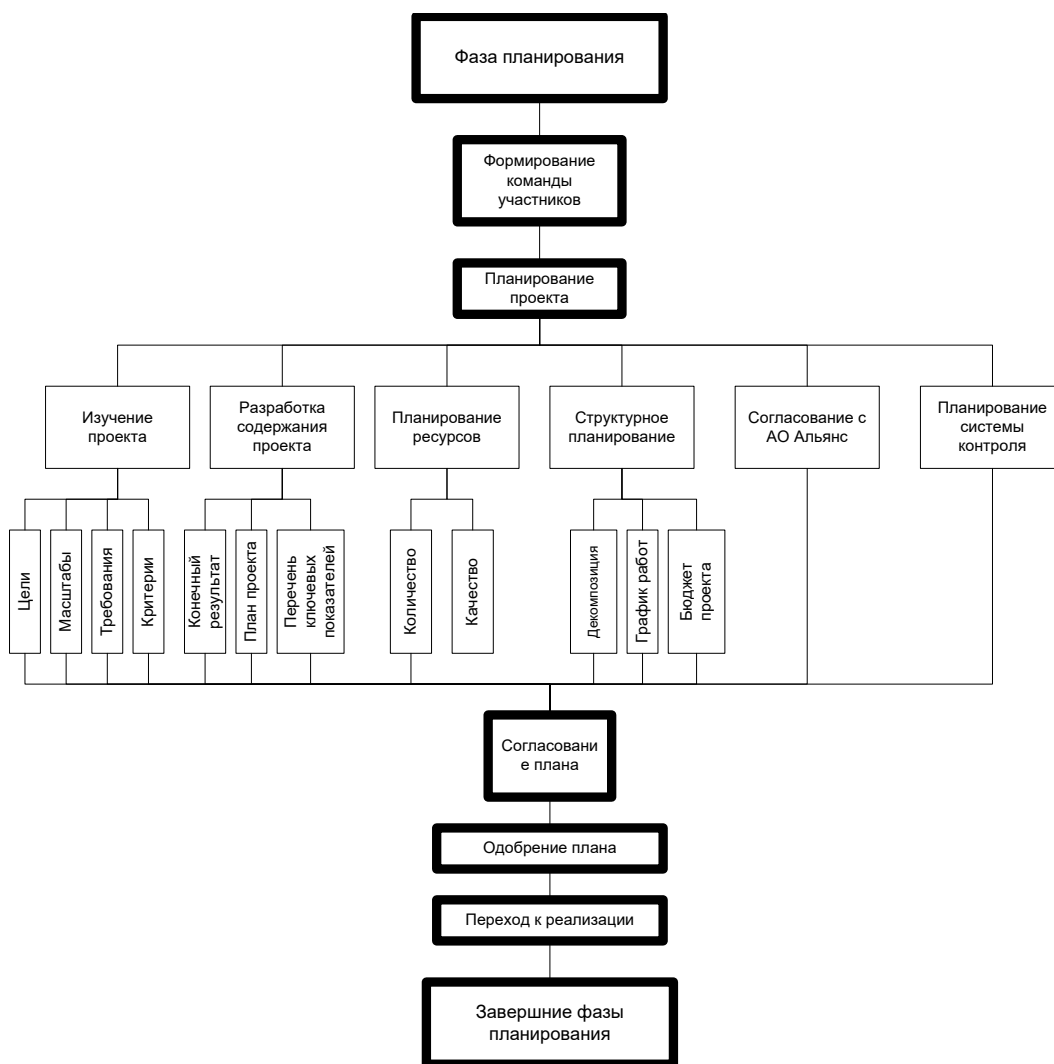 Фаза планирования
Формирование
команды
участников
Планирование
проекта
Изучение
проекта
Разработка
содержания
проекта
Планирование
ресурсов
Структурное
планирование
Согласование с
АО Альянс
Планирование
системы
контроля
Цели
Масштабы
Требования
Критерии
Конечный
результат
План проекта
Перечень
ключевых
показателей
Количество
Качество
Декомпозиция
График работ
Бюджет
проекта
Согласовани
е плана
Одобрение плана
Переход к реализации
Завершние фазы
планирования